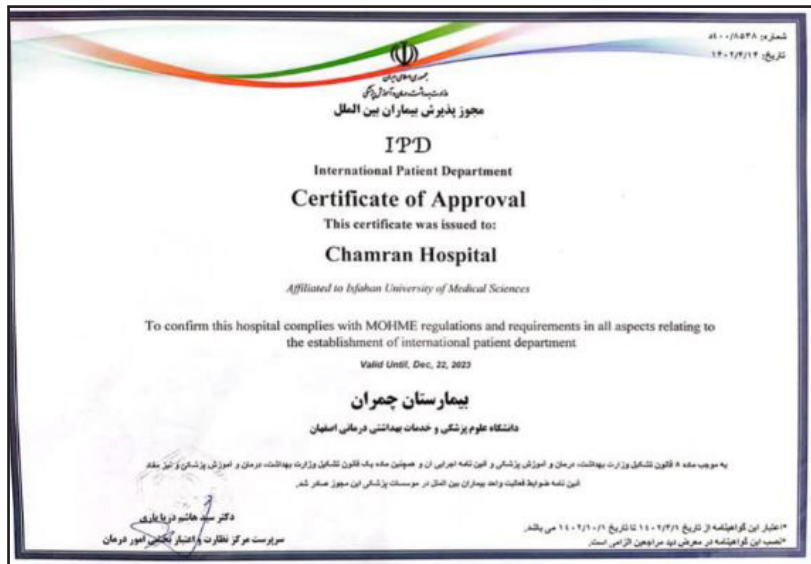 شماره: ۵۴۰۰/۸۵۳۸
تاریخ: ۱۴۰۲/۴/۱۴
جمهوری اسلامی ایران
وزارت بهداشت، درمان و آموزش پزشکی
مجوز پذیرش بیماران بین الملل
IPD
International Patient Department
Certificate of Approval
This certificate was issued to:
Chamran Hospital
Affiliated to Isfahan University of Medical Sciences
To confirm this hospital complies with MOHME regulations and requirements in all aspects relating to
the establishment of international patient department
Valid Until, Dec, 22, 2023
بیمارستان چمران
دانشگاه علوم پزشکی و خدمات بهداشتی درمانی اصفهان
به موجب ماده ۸ قانون تشکیل وزارت بهداشت، درمان و آموزش پزشکی و آئین نامه اجرایی آن و همچنین ماده یک قانون تشکیل وزارت بهداشت، درمان و آموزش پزشکی و نیز مفاد
آئین نامه ضوابط فعالیت واحد بیماران بین الملل در موسسات پزشکی این مجوز صادر شد.
دکتر سید هاشم دریاباری
سرپرست مرکز نظارت و اعتبار بخشی امور درمان
*اعتبار این گواهینامه از تاریخ ۱۴۰۲/۴/۱ تا تاریخ ۱۴۰۲/۱۰/۱ می باشد.
*نصب این گواهینامه در معرض دید مراجعین الزامی است.